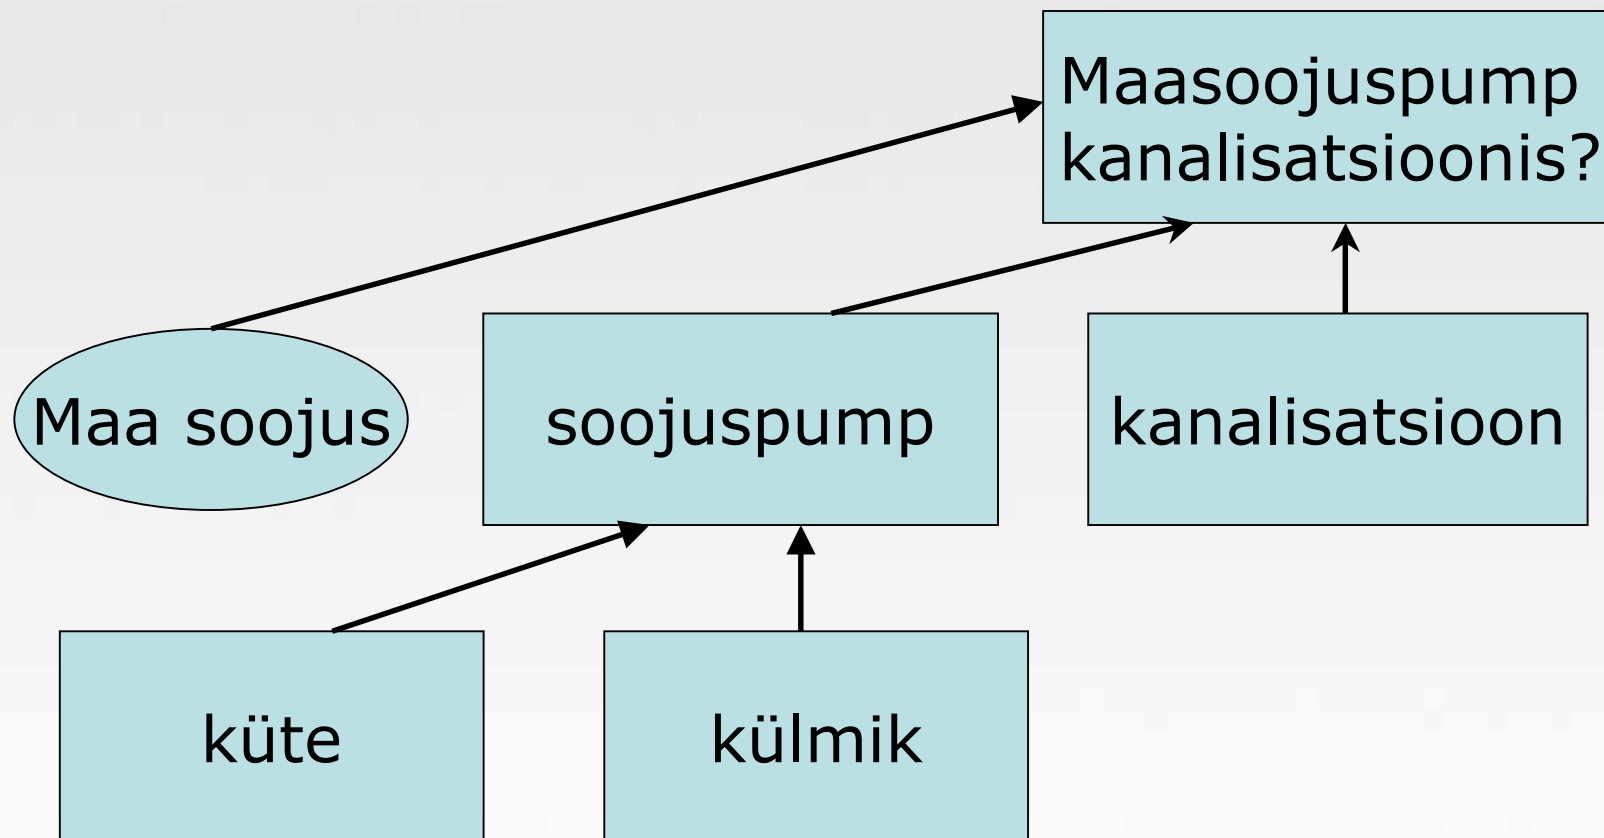 Maasoojuspump
kanalisatsioonis?
Maa soojus
soojuspump
kanalisatsioon
küte
külmik